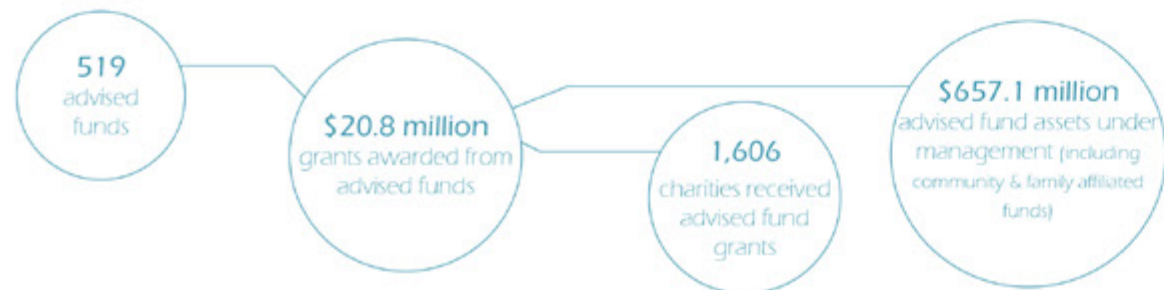 519
advised
funds
$20.8 million
grants awarded from
advised funds
1,606
charities received
advised fund
grants
$657.1 million
advised fund assets under
management (including
community & family affiliated
funds)